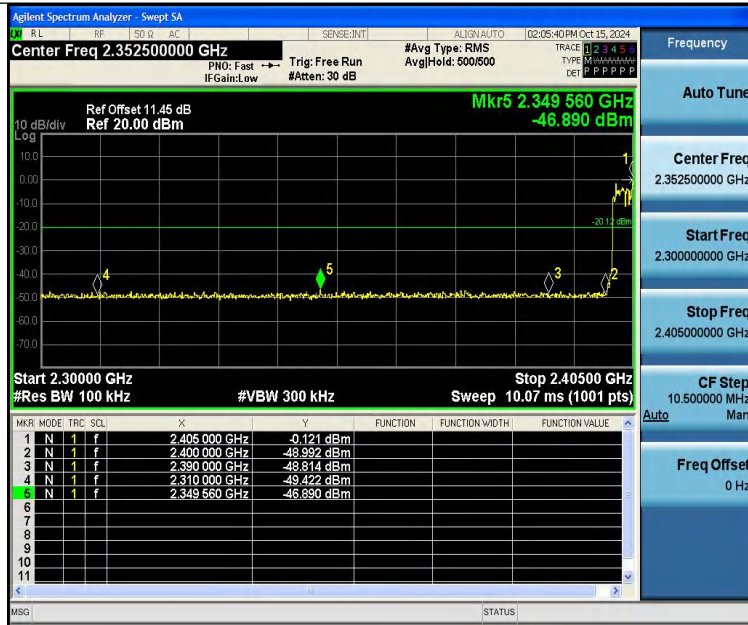 Agilent Spectrum Analyzer - Swept SA
LXI RL RF 50 Ω AC SENSE:INT ALIGN AUTO 02:05:40 PM Oct 15, 2024
Center Freq 2.352500000 GHz
PNO: Fast
IFGain:Low
Trig: Free Run
#Atten: 30 dB
#Avg Type: RMS
Avg|Hold: 500/500
TRACE 1 2 3 4 5 6
TYPE M
DET P P P P P P
Ref Offset 11.45 dB
10 dB/div Ref 20.00 dBm
Log
Mkr5 2.349 560 GHz
-46.890 dBm
10.0
0.00
-10.0
-20.0
-30.0
-40.0
-50.0
-60.0
-70.0
1
-20.12 dBm
4
5
3
2
Start 2.30000 GHz Stop 2.40500 GHz
#Res BW 100 kHz #VBW 300 kHz Sweep 10.07 ms (1001 pts)
MKR MODE TRC SCL X Y FUNCTION FUNCTION WIDTH FUNCTION VALUE
1 N 1 f 2.405 000 GHz -0.121 dBm
2 N 1 f 2.400 000 GHz -48.992 dBm
3 N 1 f 2.390 000 GHz -48.814 dBm
4 N 1 f 2.310 000 GHz -49.422 dBm
5 N 1 f 2.349 560 GHz -46.890 dBm
6
7
8
9
10
11
MSG STATUS
Frequency
Auto Tune
Center Freq
2.352500000 GHz
Start Freq
2.300000000 GHz
Stop Freq
2.405000000 GHz
CF Step
10.500000 MHz
Auto Man
Freq Offset
0 Hz